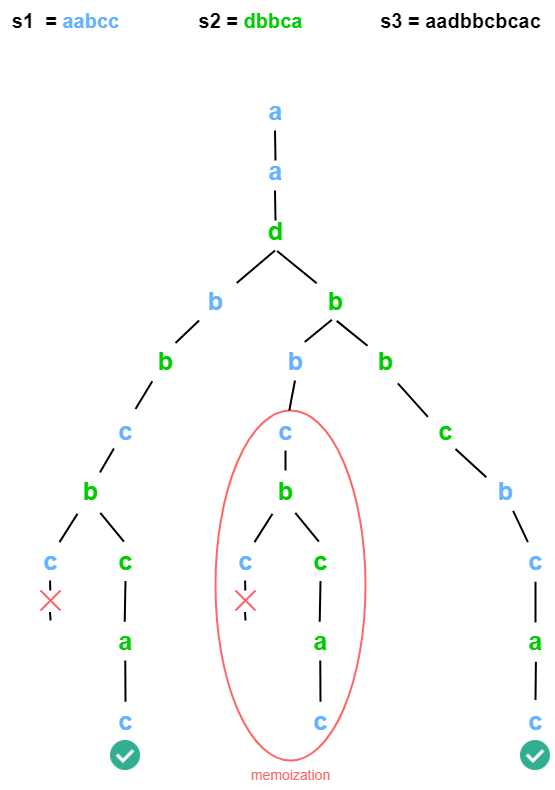 s1 = aabcc s2 = dbbca s3 = aadbbcbcac
a
a
d
b b
b b b
c c c
b b b
c c c c c
a a a
c c c
memoization